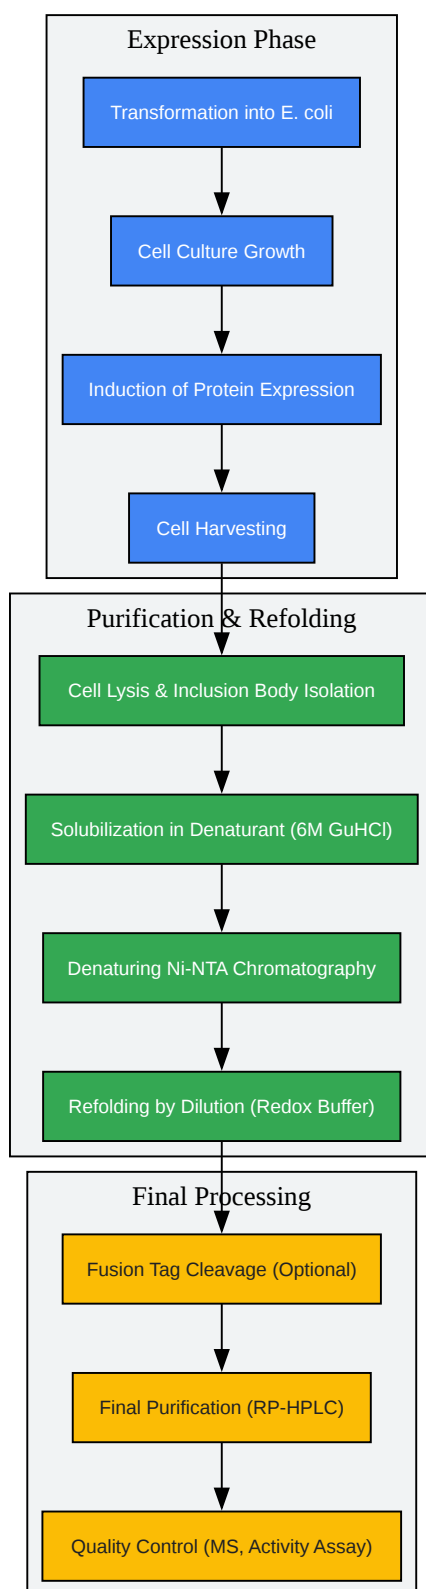 Expression Phase
Transformation into E. coli
Cell Culture Growth
Induction of Protein Expression
Cell Harvesting
Purification & Refolding
Cell Lysis & Inclusion Body Isolation
Solubilization in Denaturant (6M GuHCl)
Denaturing Ni-NTA Chromatography
Refolding by Dilution (Redox Buffer)
Final Processing
Fusion Tag Cleavage (Optional)
Final Purification (RP-HPLC)
Quality Control (MS, Activity Assay)